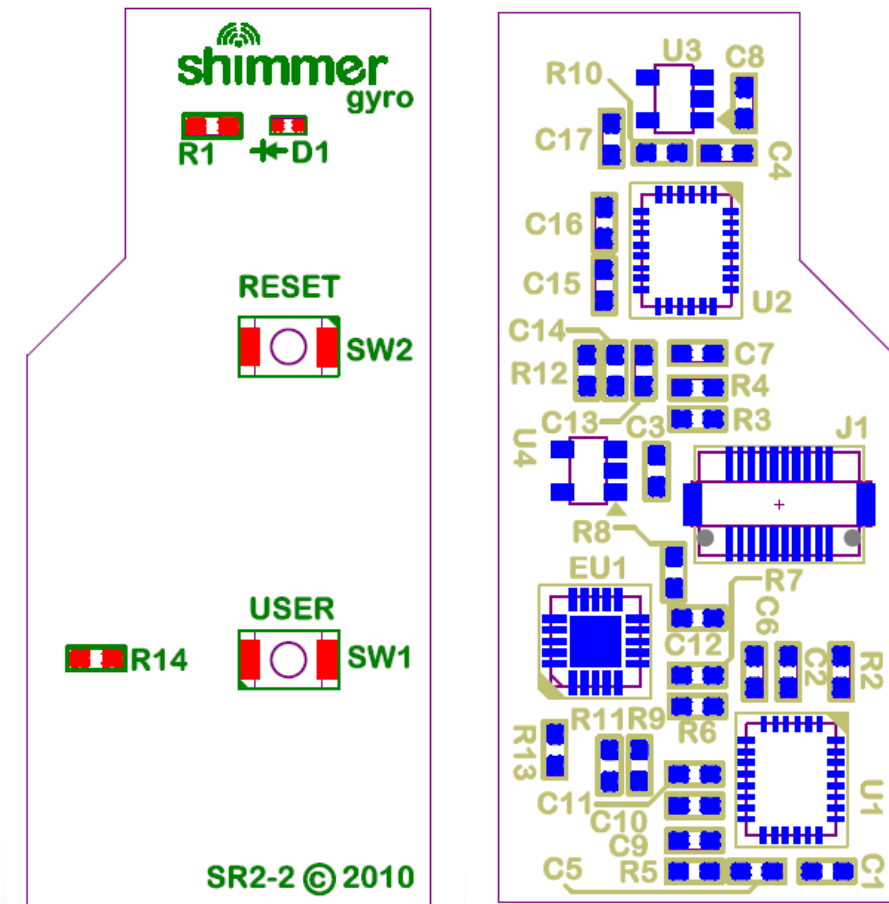 shimmer
gyro
R1 D1
RESET
SW2
USER
R14 SW1
SR2-2 © 2010
U3 C8
R10
C17 C4
C16
C15 U2
C14 C7
R12 R4
C13 C3 R3
U4 J1
R8
EU1 R7
C12 C6 C2 R2
R11 R9 R6
R13
C11 U1
C10
C9
C5 R5 C1